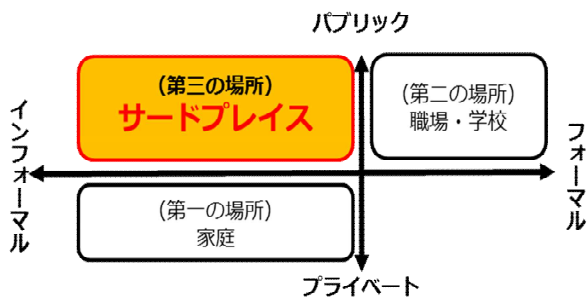 パブリック
(第三の場所)
サードプレイス
(第二の場所)
職場・学校
インフォーマル
フォーマル
(第一の場所)
家庭
プライベート